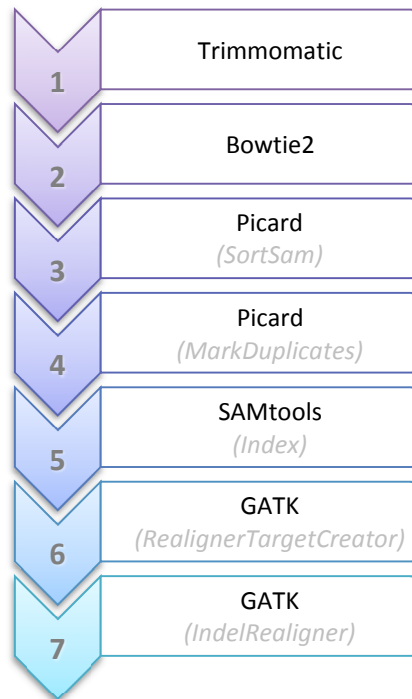 1
Trimmomatic
2
Bowtie2
3
Picard
(SortSam)
4
Picard
(MarkDuplicates)
5
SAMtools
(Index)
6
GATK
(RealignerTargetCreator)
7
GATK
(IndelRealigner)